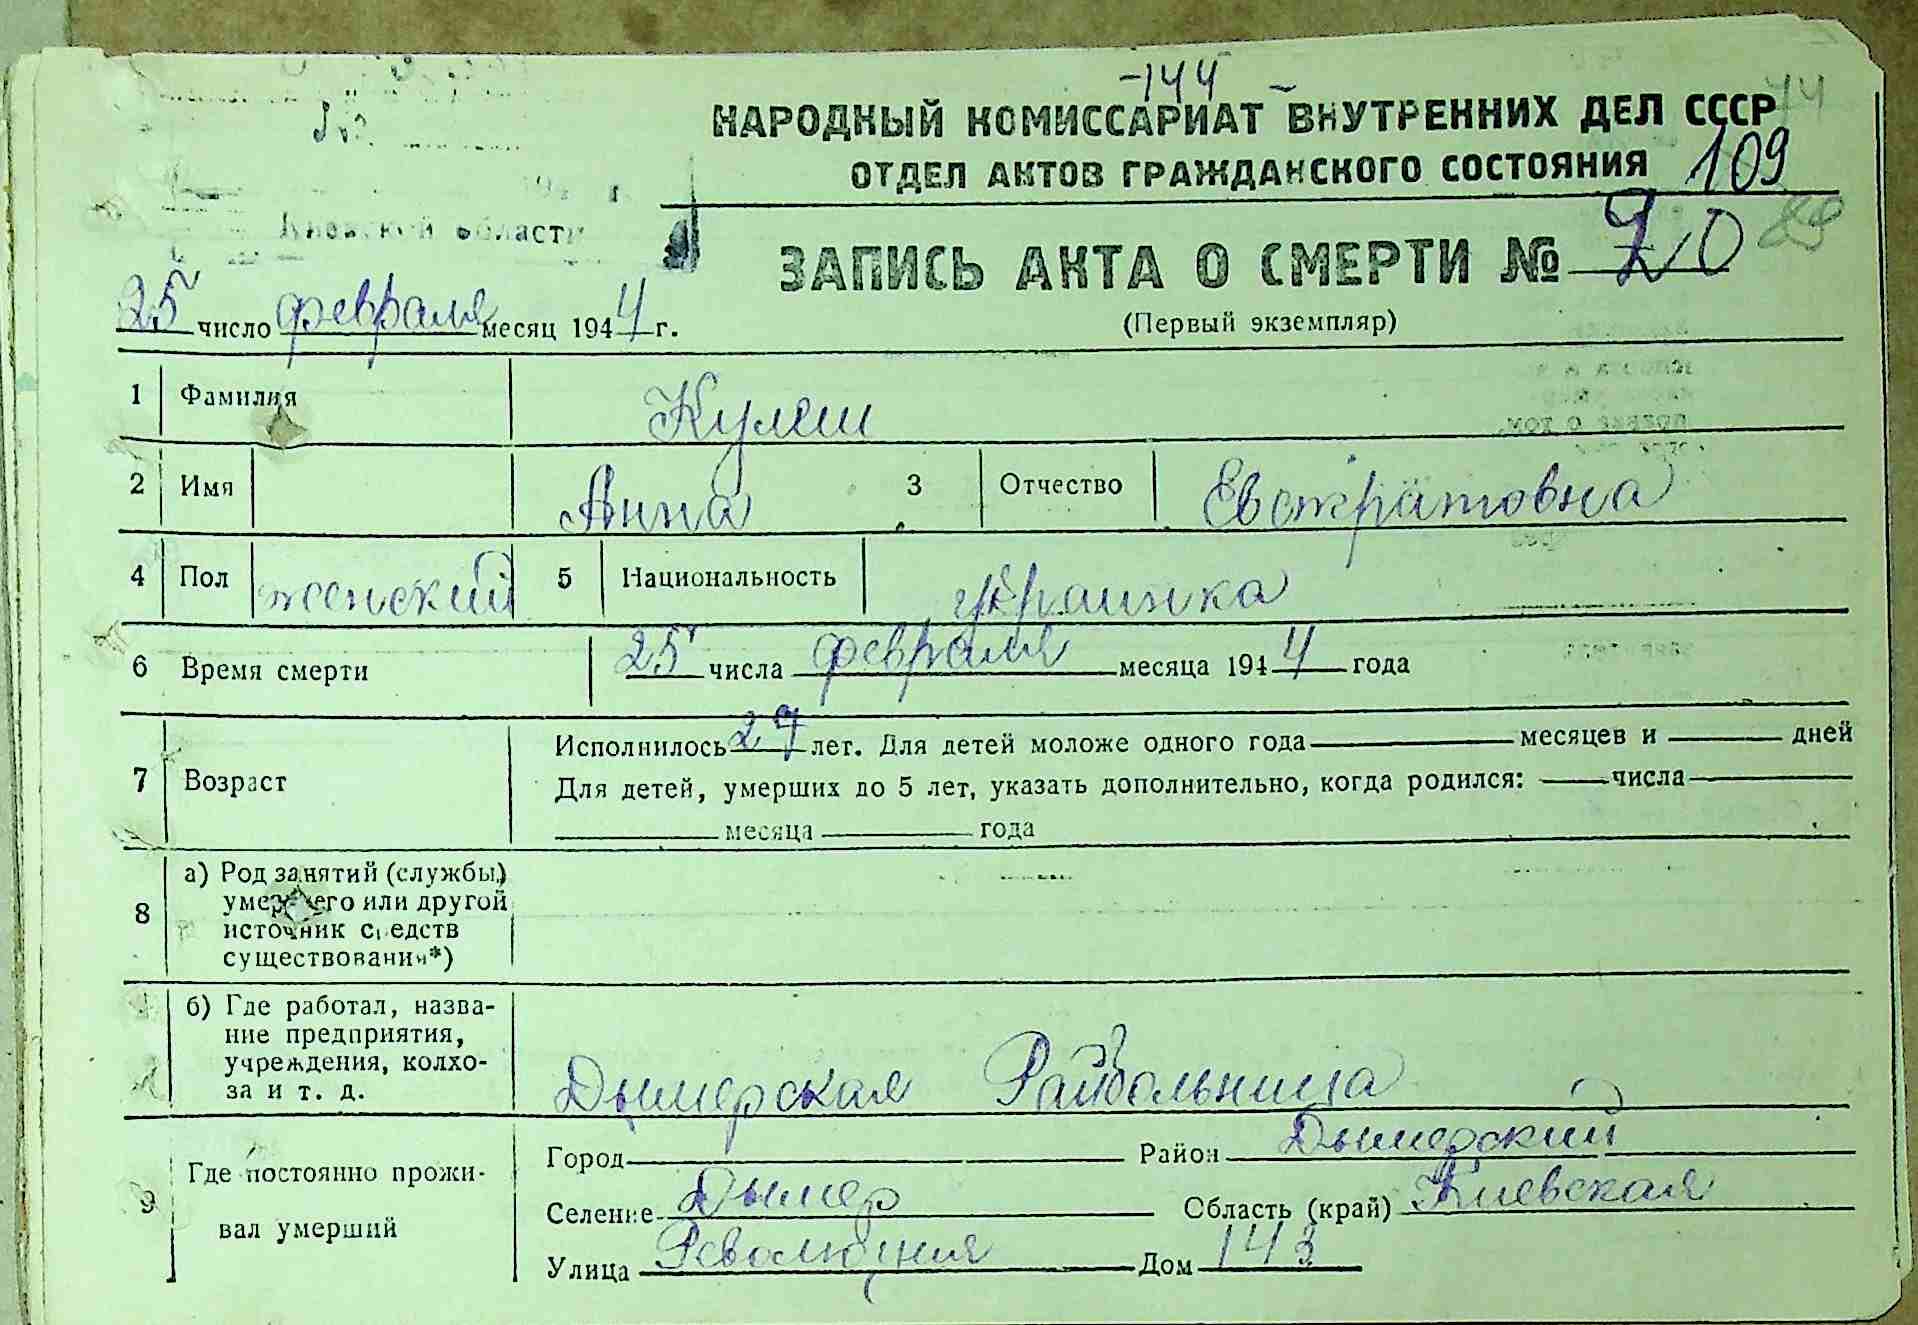 -144-
НАРОДНЫЙ КОМИССАРИАТ ВНУТРЕННИХ ДЕЛ СССР
ОТДЕЛ АКТОВ ГРАЖДАНСКОГО СОСТОЯНИЯ 109
Киевской области
ЗАПИСЬ АКТА О СМЕРТИ №
25 число февраля месяц 1944 г.
(Первый экземпляр)
1 Фамилия Кулеш
2 Имя Анна 3 Отчество Евстратовна
4 Пол женский 5 Национальность украинка
6 Время смерти 25 числа февраля месяца 1944 года
Исполнилось 27 лет. Для детей моложе одного года месяцев и дней
7 Возраст Для детей, умерших до 5 лет, указать дополнительно, когда родился: числа
месяца года
8 а) Род занятий (службы)
умершего или другой
источник средств
существования*)
б) Где работал, назва-
ние предприятия,
учреждения, колхо-
за и т. д. Дымерская Райбольница
9 Где постоянно прожи-
вал умерший
Город Район Дымерский
Селение Дымер Область (край) Киевская
Улица Революция Дом 143